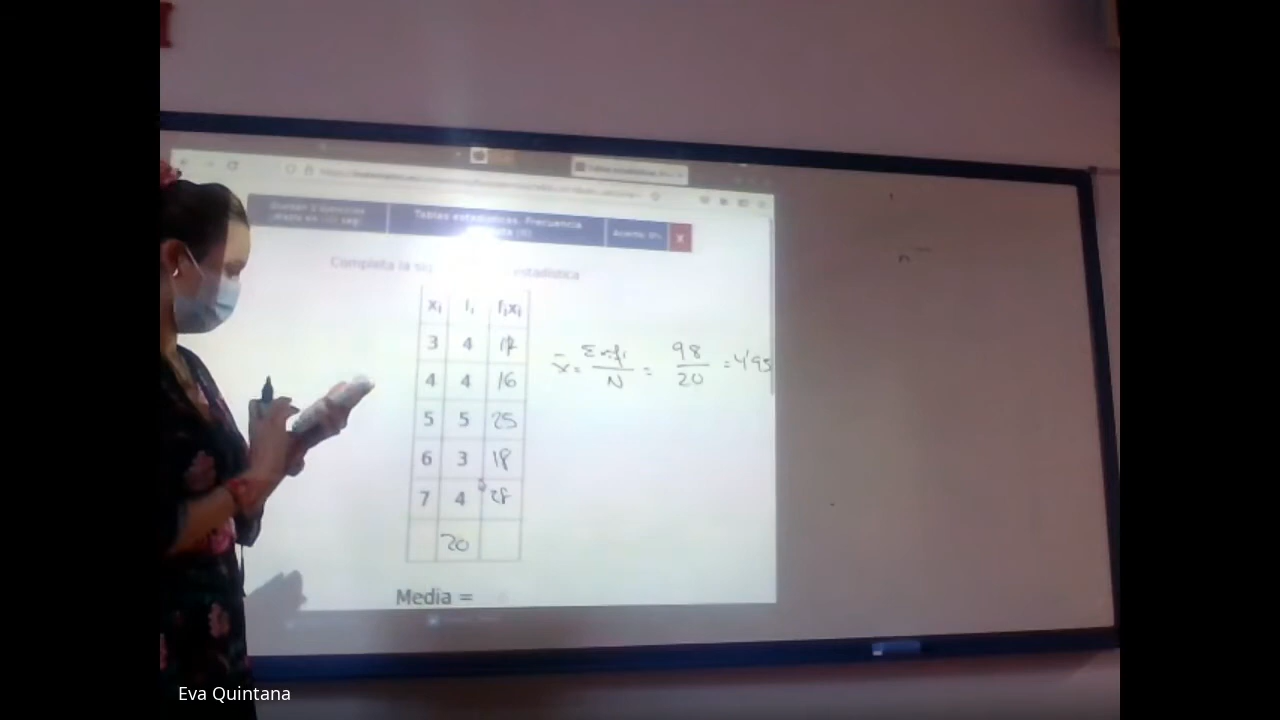 Tablas estadísticas. Frecuencia
X
Completa la
estadística
xi fi fixi
3 4 12
4 4 16
5 5 25
6 3 18
7 4 28
20
x̄ = Σxifi / N = 98 / 20 = 4'95
Media =
Eva Quintana